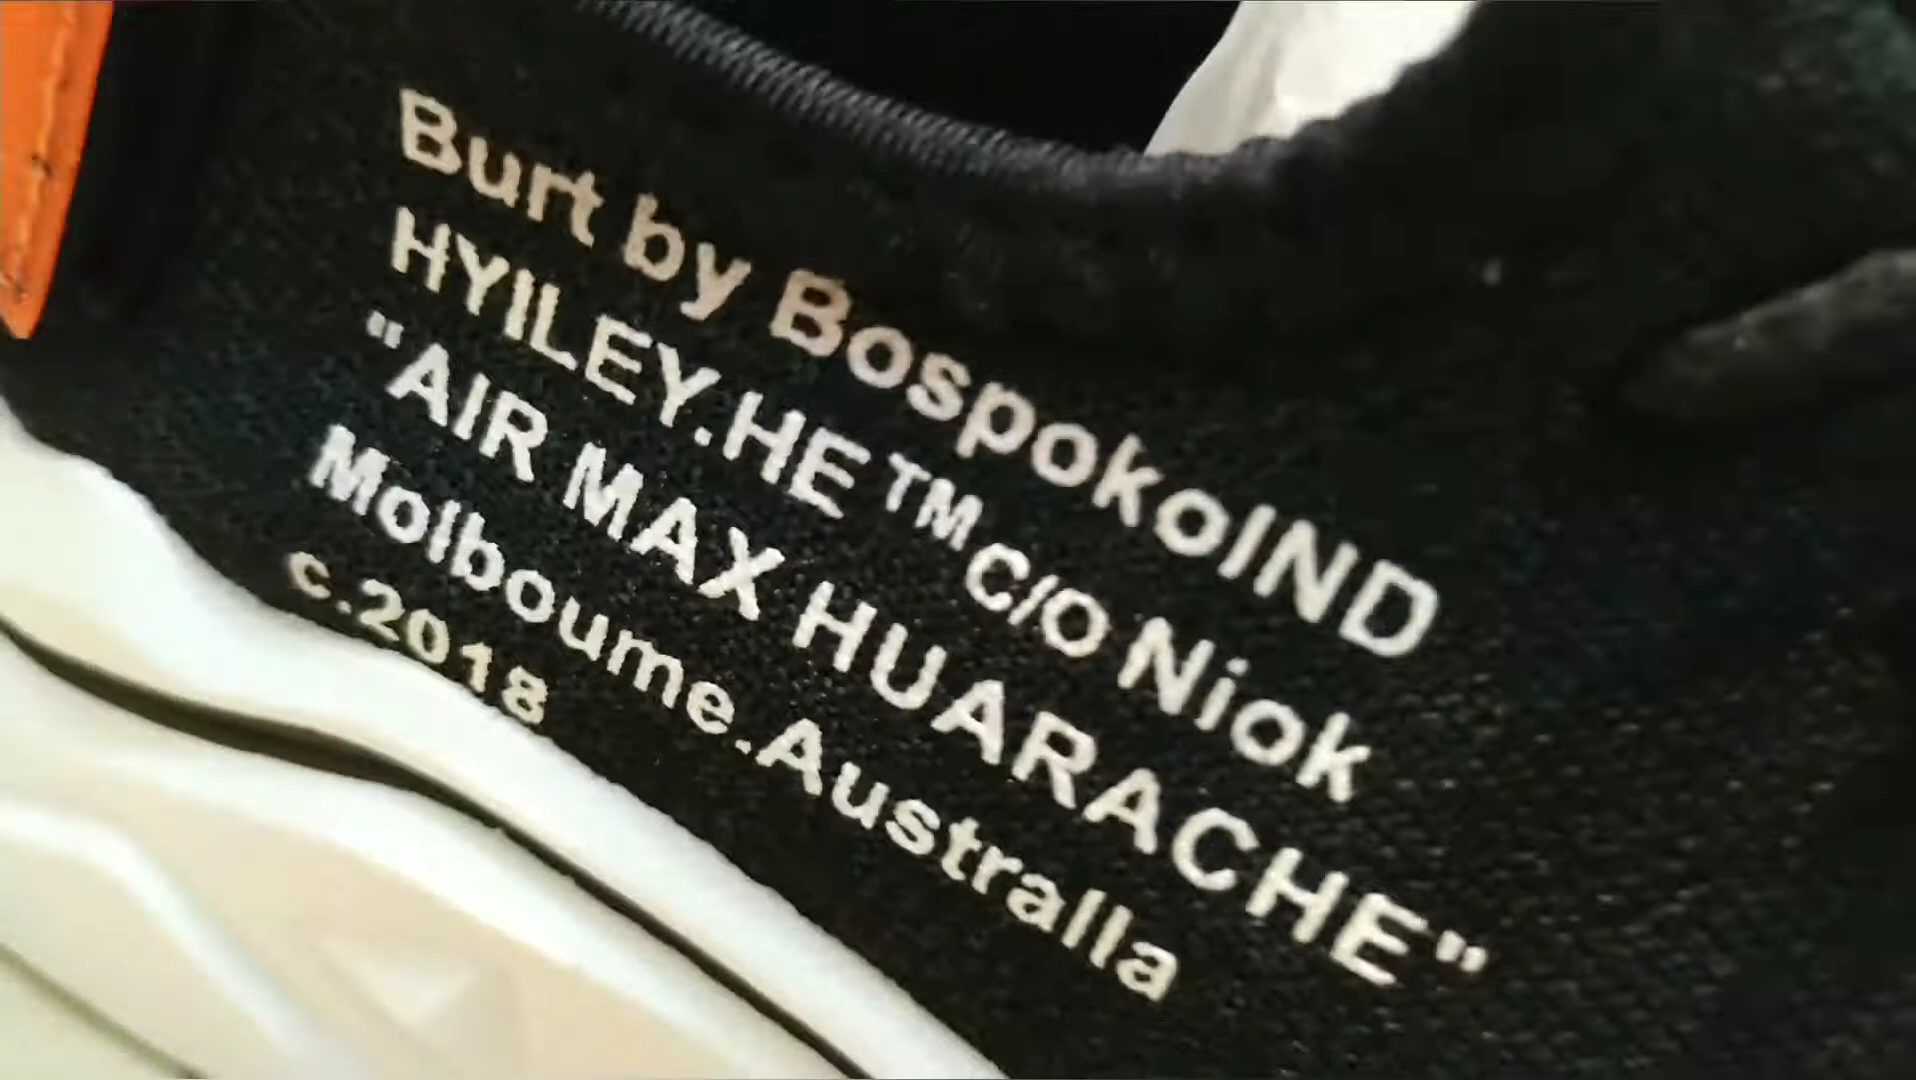 Burt by BospokoIND
HYILEY.HE™ C/O Niok
"AIR MAX HUARACHE"
Molboume.Australla
c.2018